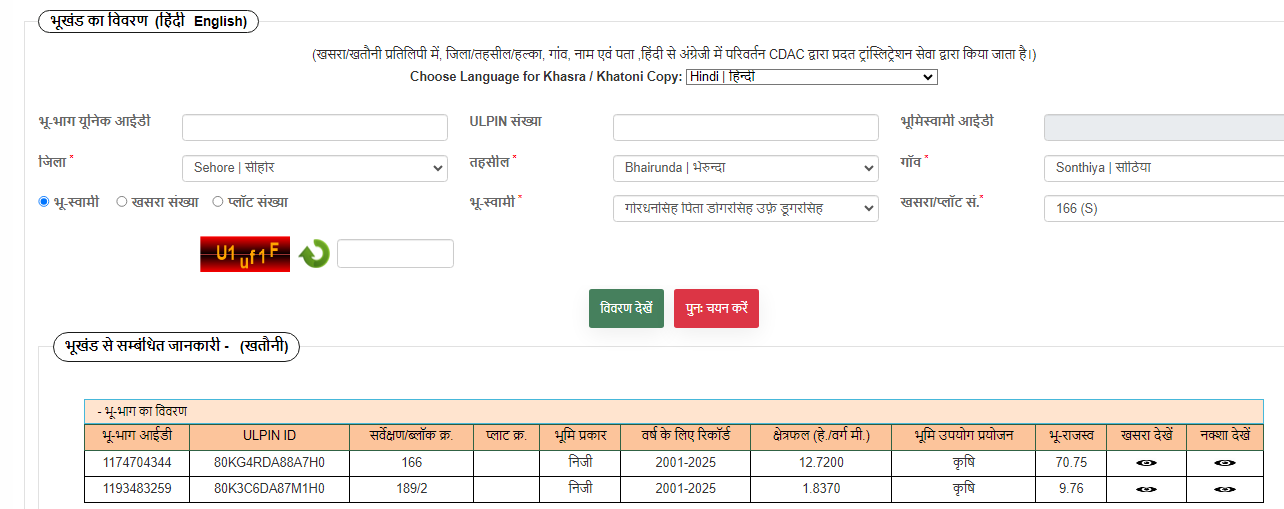 भूखंड का विवरण (हिंदी English)
(खसरा/खतौनी प्रतिलिपी में, जिला/तहसील/हल्का, गांव, नाम एवं पता ,हिंदी से अंग्रेजी में परिवर्तन CDAC द्वारा प्रदत ट्रांस्लिट्रेशन सेवा द्वारा किया जाता है।)
Choose Language for Khasra / Khatoni Copy: Hindi | हिन्दी
भू-भाग यूनिक आईडी ULPIN संख्या भूमिस्वामी आईडी
जिला * Sehore | सीहोर तहसील * Bhairunda | भेरुन्दा गाँव * Sonthiya | सोठिया
भू-स्वामी खसरा संख्या प्लॉट संख्या भू-स्वामी * गोरधनसिह पिता डोगरसिह उर्फ़ डूगरसिह खसरा/प्लॉट सं.* 166 (S)
U1uf1F
विवरण देखें पुनः चयन करें
भूखंड से सम्बंधित जानकारी - (खतौनी)
- भू-भाग का विवरण
भू-भाग आईडी ULPIN ID सर्वेक्षण/ब्लॉक क्र. प्लाट क्र. भूमि प्रकार वर्ष के लिए रिकॉर्ड क्षेत्रफल (हे./वर्ग मी.) भूमि उपयोग प्रयोजन भू-राजस्व खसरा देखें नक्शा देखें
1174704344 80KG4RDA88A7H0 166 निजी 2001-2025 12.7200 कृषि 70.75
1193483259 80K3C6DA87M1H0 189/2 निजी 2001-2025 1.8370 कृषि 9.76